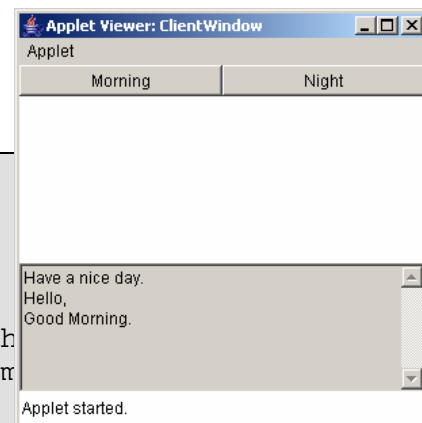 Applet Viewer: ClientWindow
Applet
Morning Night
Have a nice day.
Hello,
Good Morning.
h
m
Applet started.